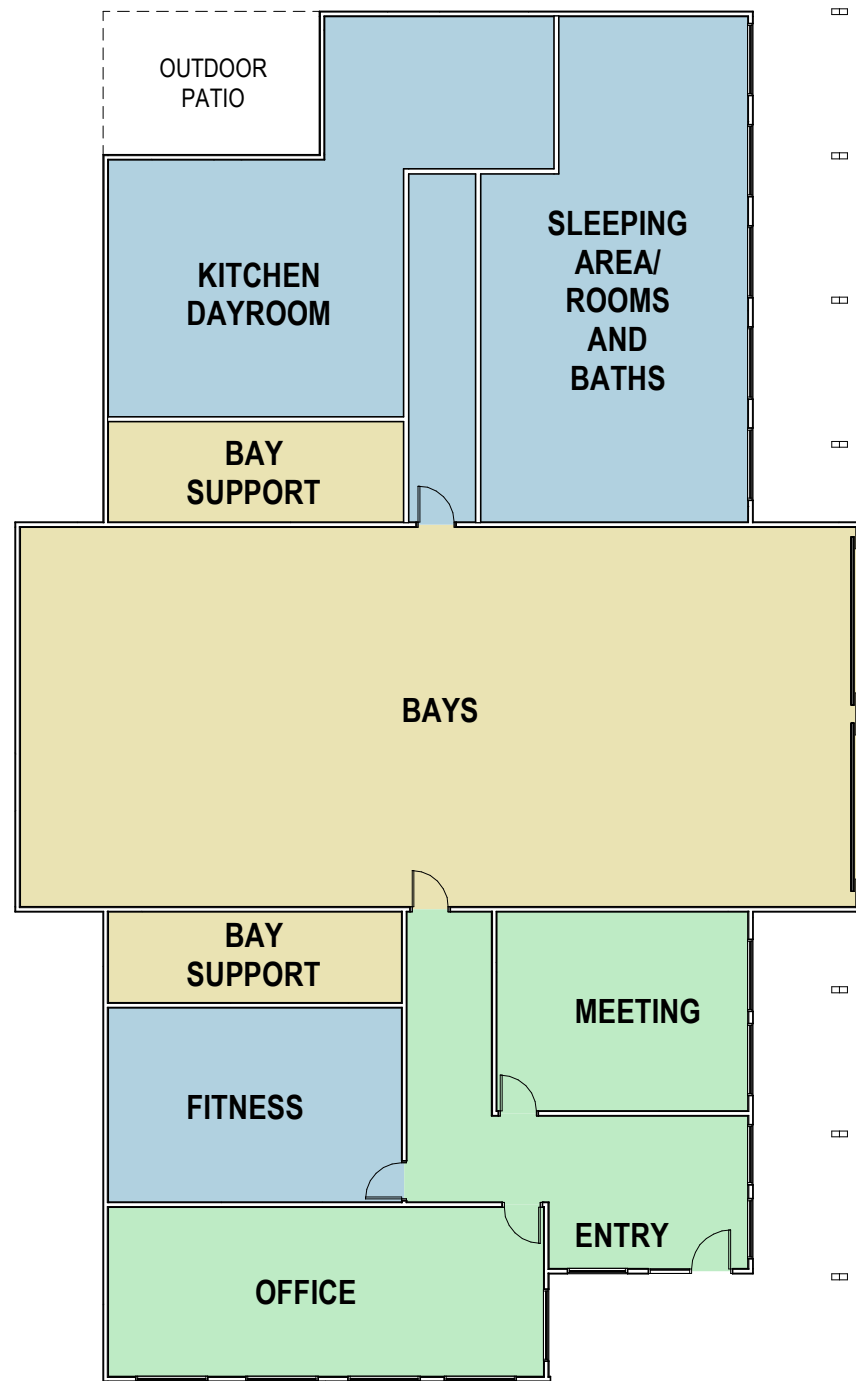 OUTDOOR
PATIO
KITCHEN
DAYROOM
SLEEPING
AREA/
ROOMS
AND
BATHS
BAY
SUPPORT
BAYS
BAY
SUPPORT
MEETING
FITNESS
ENTRY
OFFICE